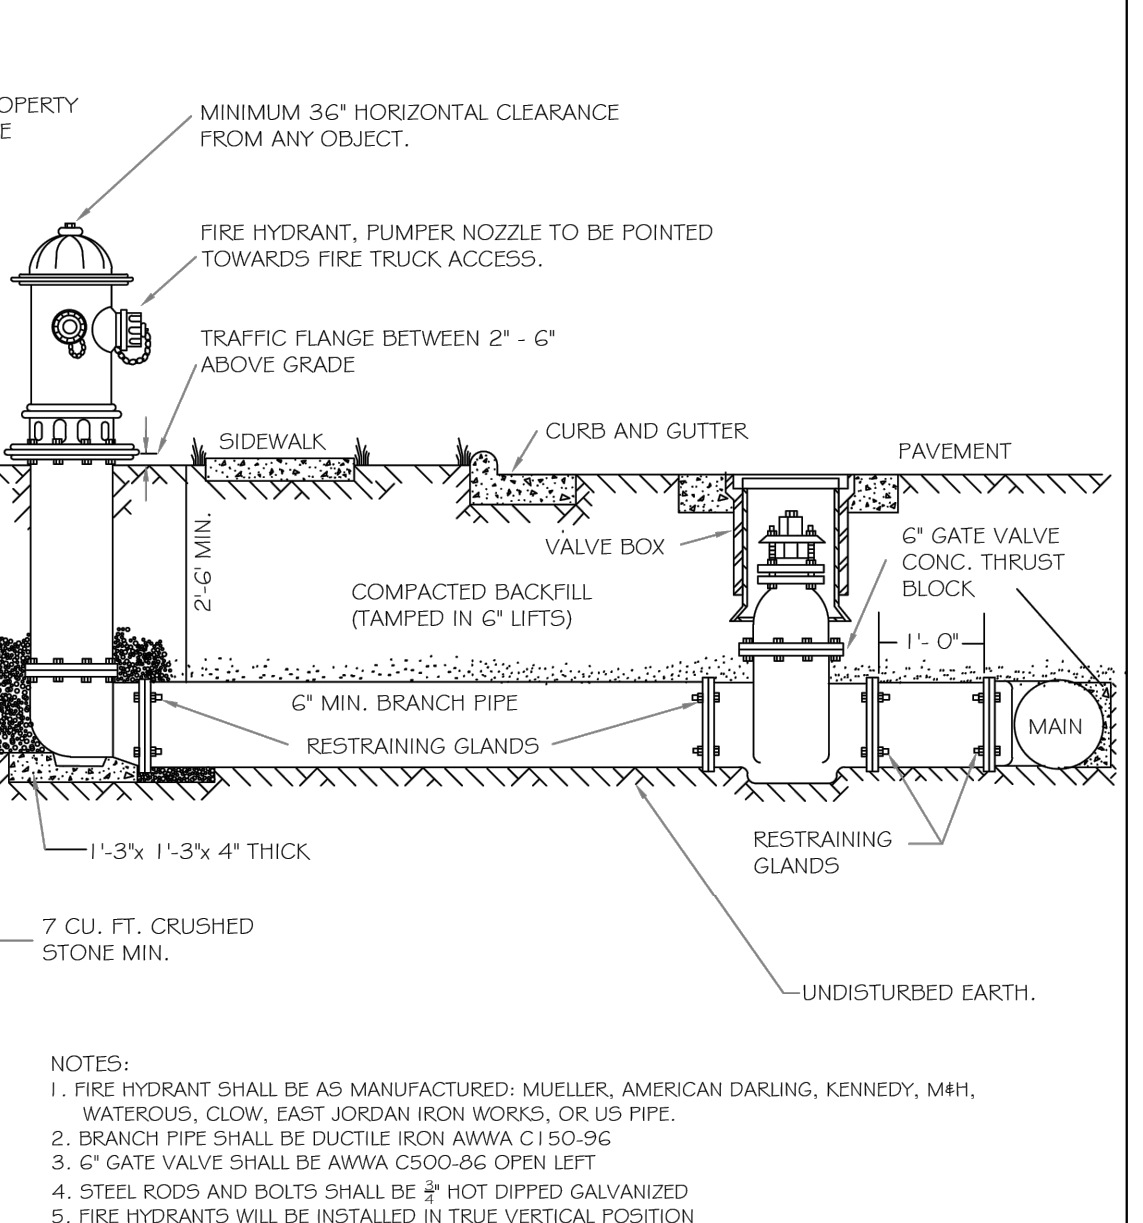 OPERTY
E
MINIMUM 36" HORIZONTAL CLEARANCE
FROM ANY OBJECT.
FIRE HYDRANT, PUMPER NOZZLE TO BE POINTED
TOWARDS FIRE TRUCK ACCESS.
TRAFFIC FLANGE BETWEEN 2" - 6"
ABOVE GRADE
SIDEWALK
CURB AND GUTTER
PAVEMENT
2'-6' MIN.
VALVE BOX
6" GATE VALVE
CONC. THRUST
BLOCK
COMPACTED BACKFILL
(TAMPED IN 6" LIFTS)
1'- 0"
6" MIN. BRANCH PIPE
RESTRAINING GLANDS
MAIN
RESTRAINING
GLANDS
1'-3"x 1'-3"x 4" THICK
7 CU. FT. CRUSHED
STONE MIN.
UNDISTURBED EARTH.
NOTES:
1. FIRE HYDRANT SHALL BE AS MANUFACTURED: MUELLER, AMERICAN DARLING, KENNEDY, M&H,
WATEROUS, CLOW, EAST JORDAN IRON WORKS, OR US PIPE.
2. BRANCH PIPE SHALL BE DUCTILE IRON AWWA C150-96
3. 6" GATE VALVE SHALL BE AWWA C500-86 OPEN LEFT
4. STEEL RODS AND BOLTS SHALL BE 3/4" HOT DIPPED GALVANIZED
5. FIRE HYDRANTS WILL BE INSTALLED IN TRUE VERTICAL POSITION